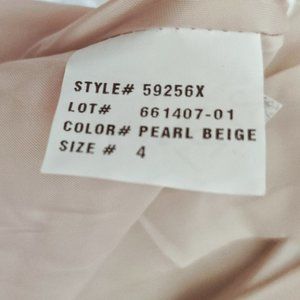 STYLE# 59256X
LOT# 661407-01
COLOR# PEARL BEIGE
SIZE # 4